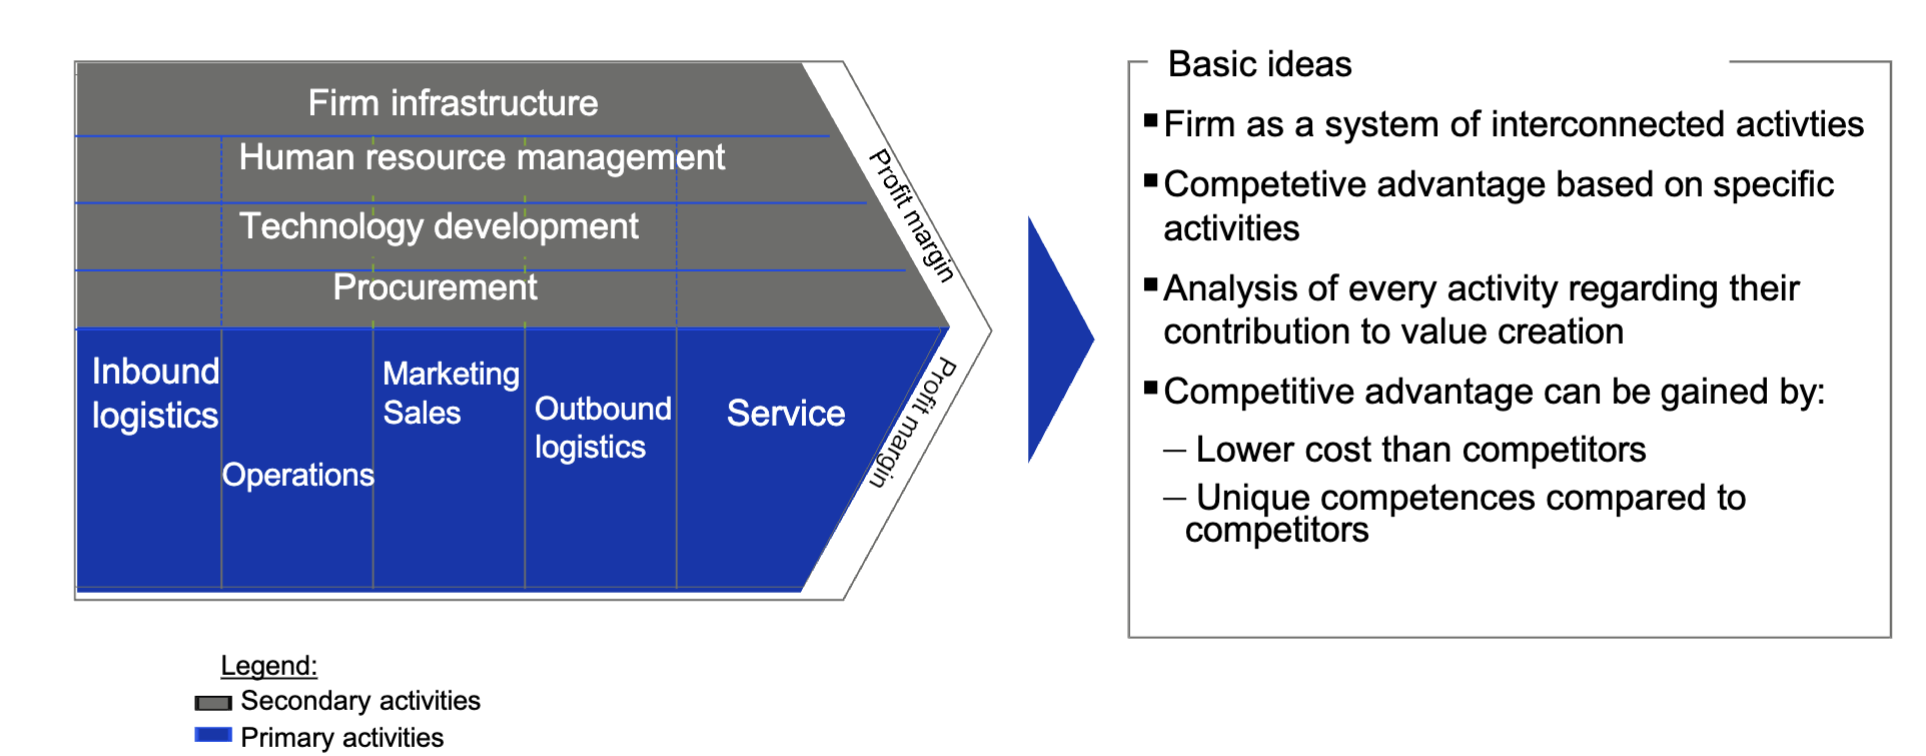 Firm infrastructure
Human resource management
Technology development
Procurement
Profit margin
Inbound
logistics
Operations
Marketing
Sales
Outbound
logistics
Service
Profit margin
Legend:
Secondary activities
Primary activities
Basic ideas
▪Firm as a system of interconnected activties
▪Competetive advantage based on specific
activities
▪Analysis of every activity regarding their
contribution to value creation
▪Competitive advantage can be gained by:
– Lower cost than competitors
– Unique competences compared to
competitors